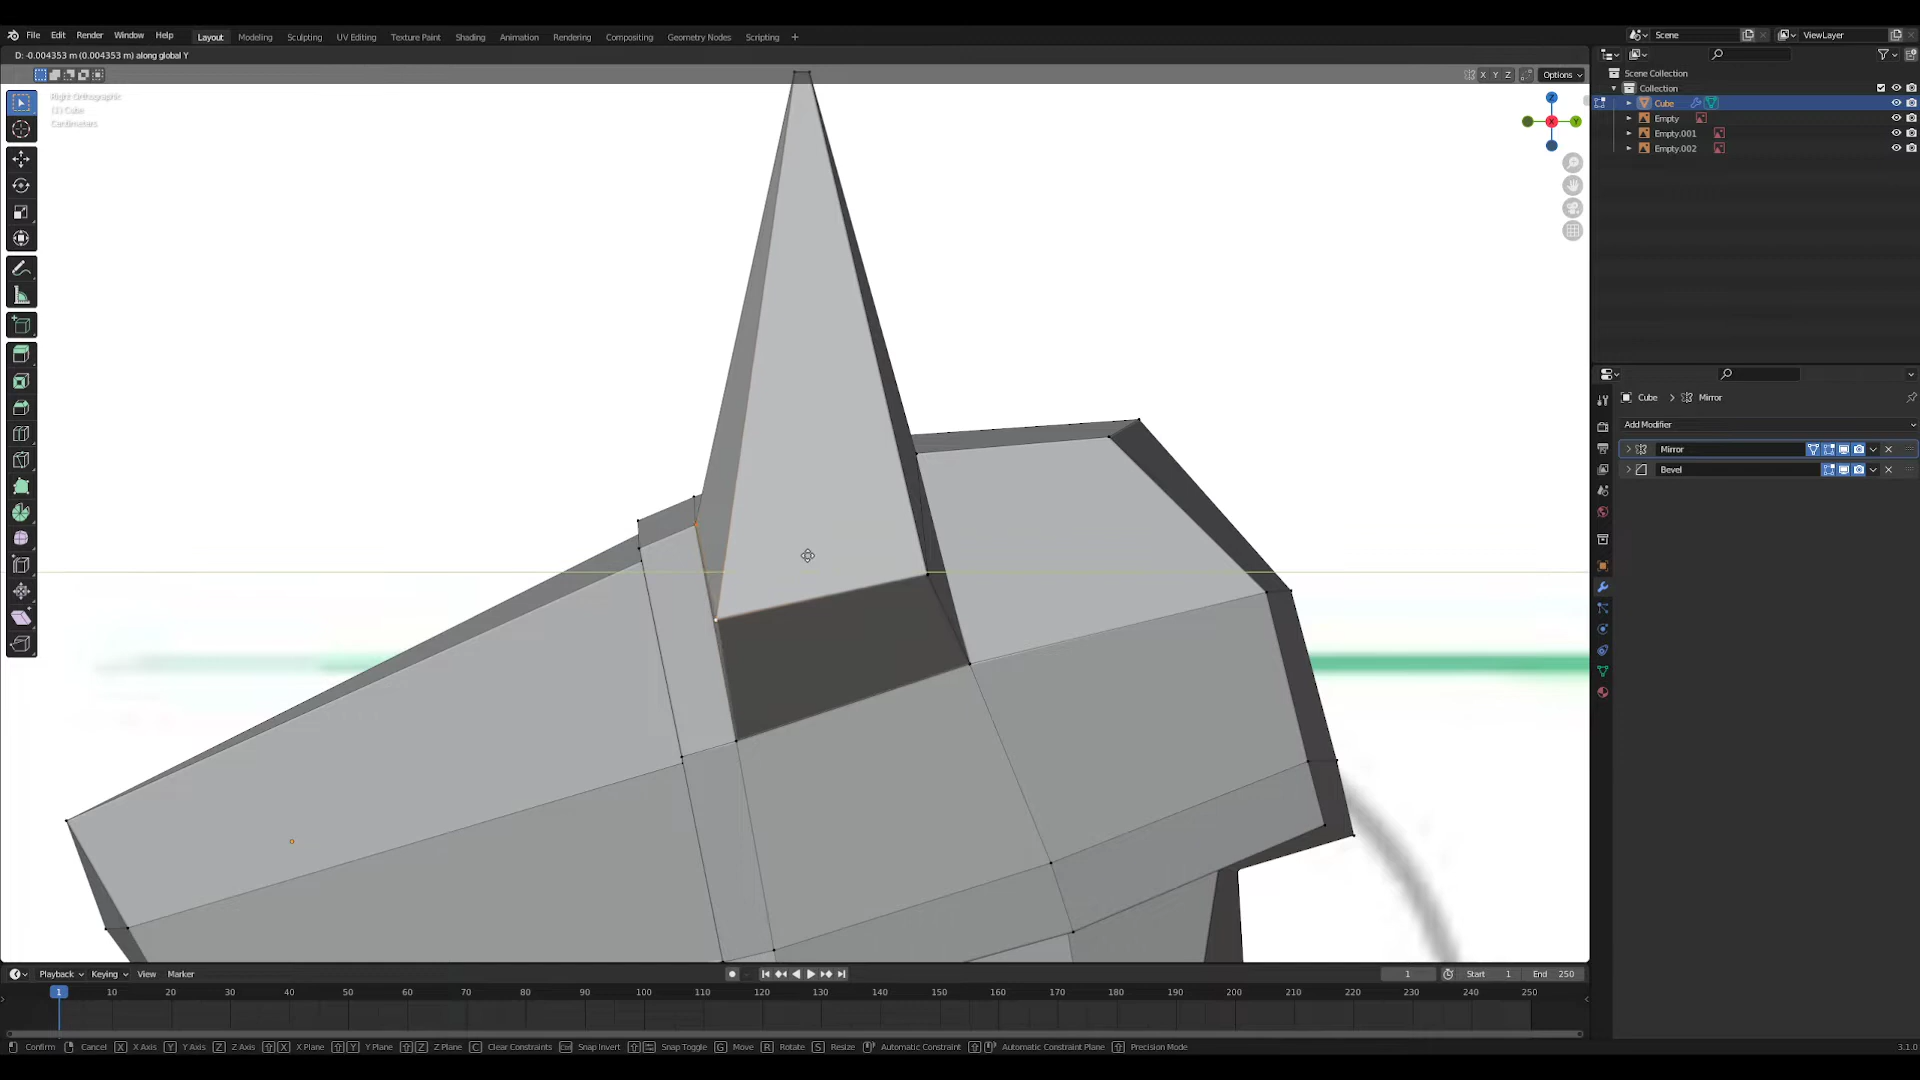 File Edit Render Window Help Layout Modeling Sculpting UV Editing Texture Paint Shading Animation Rendering Compositing Geometry Nodes Scripting + Scene ViewLayer
D: -0.004353 m (0.004353 m) along global Y
X Y Z Options
Right Orthographic
(1) Cube
Centimeters
Z
X
Y
Scene Collection
Collection
Cube
Empty
Empty.001
Empty.002
Cube > Mirror
Add Modifier
Mirror
Bevel
Playback Keying View Marker 1 Start 1 End 250
1 10 20 30 40 50 60 70 80 90 100 110 120 130 140 150 160 170 180 190 200 210 220 230 240 250
Confirm Cancel X X Axis Y Y Axis Z Z Axis X X Plane Y Y Plane Z Z Plane C Clear Constraints Snap Invert Snap Toggle G Move R Rotate S Resize Automatic Constraint Automatic Constraint Plane Precision Mode 3.1.0